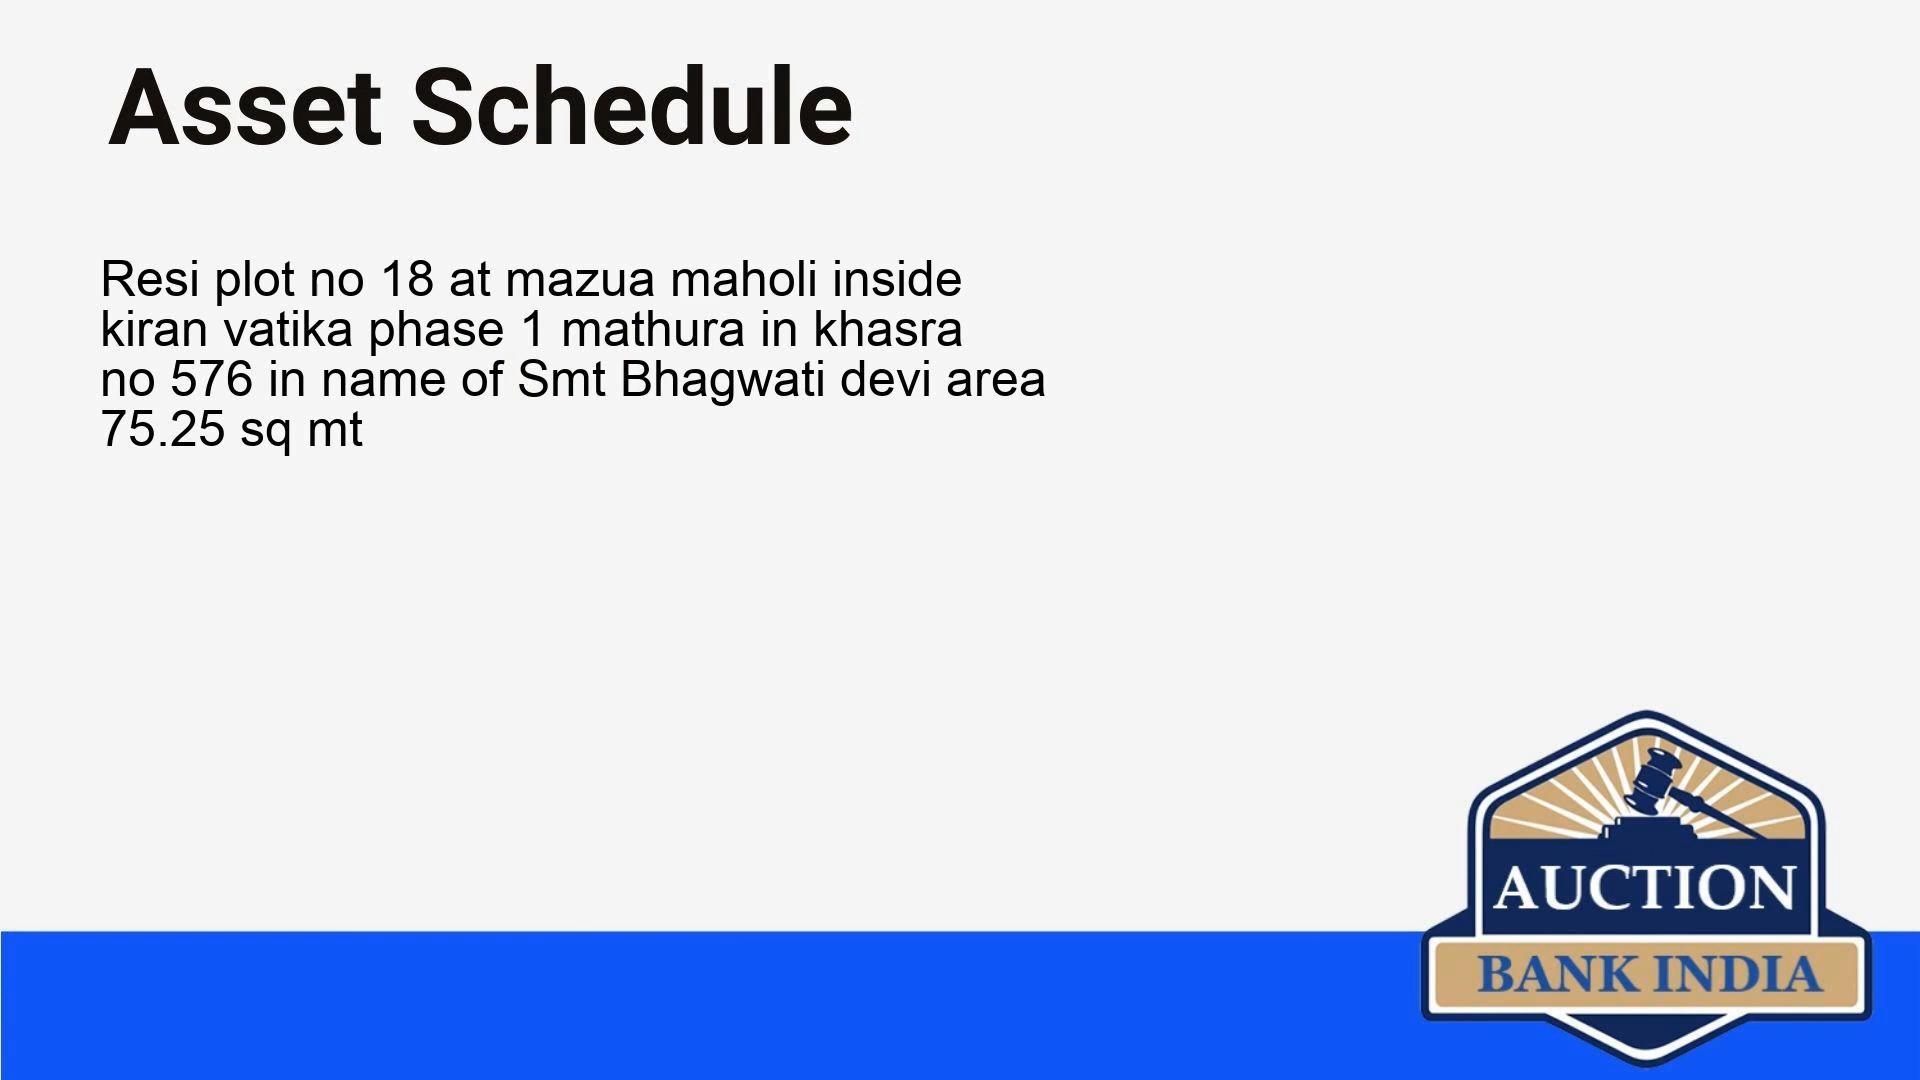 Asset Schedule
Resi plot no 18 at mazua maholi inside
kiran vatika phase 1 mathura in khasra
no 576 in name of Smt Bhagwati devi area
75.25 sq mt
AUCTION
BANK INDIA